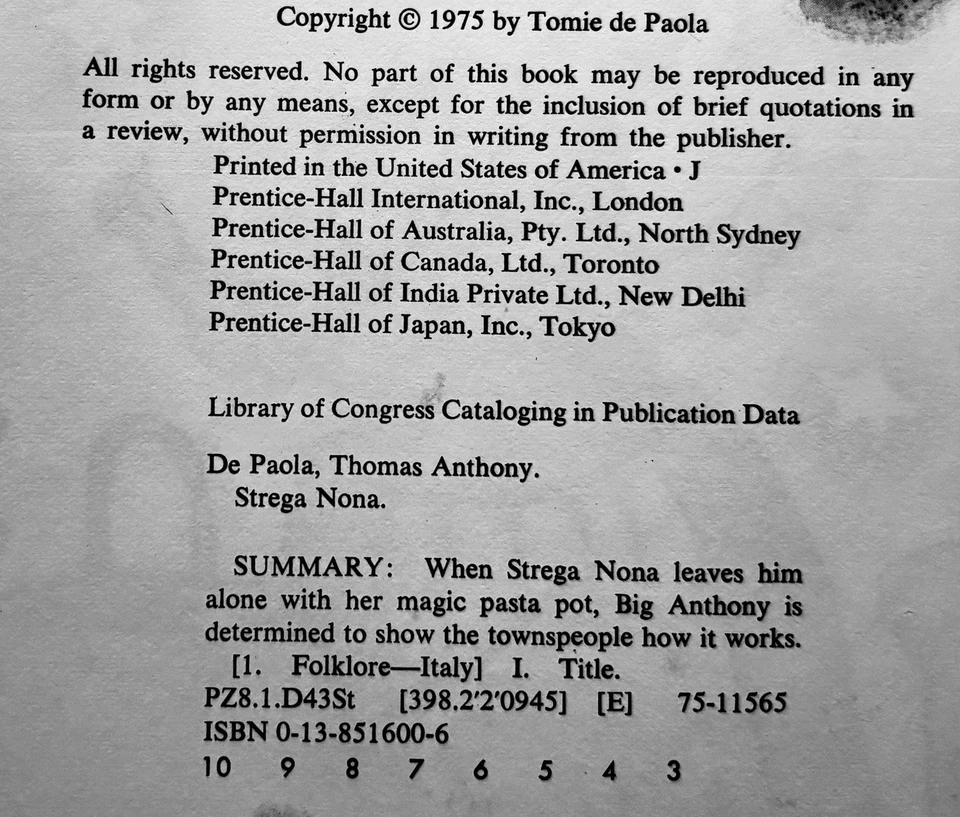 Copyright © 1975 by Tomie de Paola
All rights reserved. No part of this book may be reproduced in any
form or by any means, except for the inclusion of brief quotations in
a review, without permission in writing from the publisher.
Printed in the United States of America • J
Prentice-Hall International, Inc., London
Prentice-Hall of Australia, Pty. Ltd., North Sydney
Prentice-Hall of Canada, Ltd., Toronto
Prentice-Hall of India Private Ltd., New Delhi
Prentice-Hall of Japan, Inc., Tokyo
Library of Congress Cataloging in Publication Data
De Paola, Thomas Anthony.
Strega Nona.
SUMMARY: When Strega Nona leaves him
alone with her magic pasta pot, Big Anthony is
determined to show the townspeople how it works.
[1. Folklore—Italy] I. Title.
PZ8.1.D43St [398.2'2'0945] [E] 75-11565
ISBN 0-13-851600-6
10 9 8 7 6 5 4 3